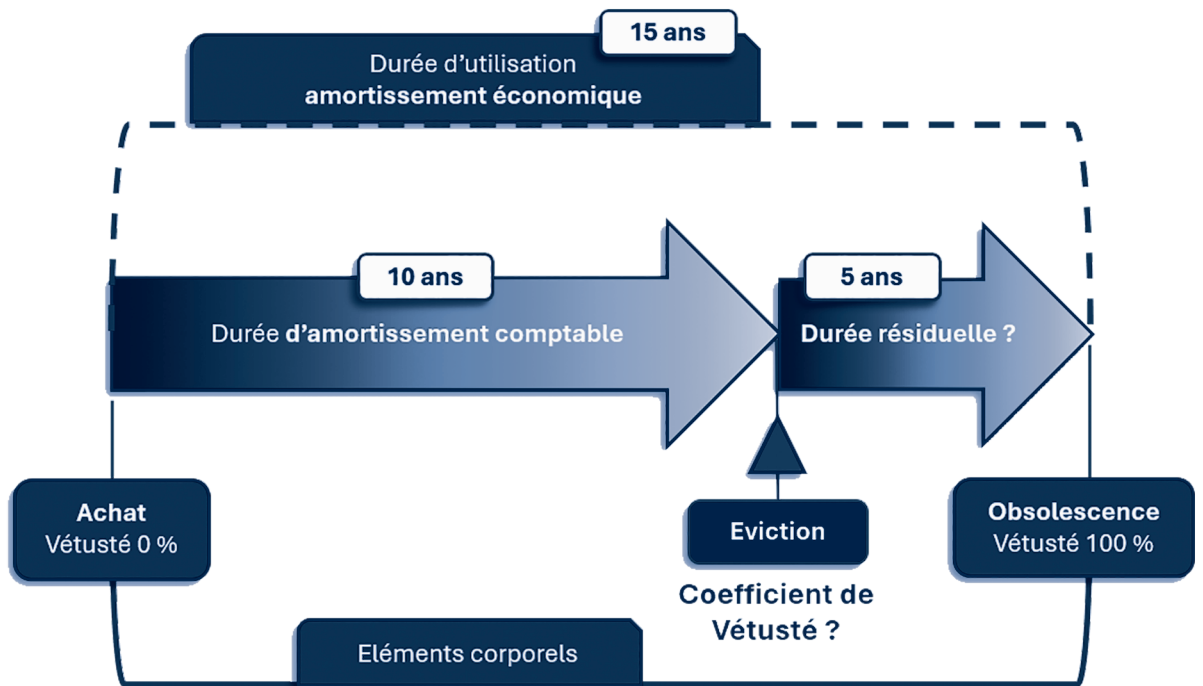 15 ans
Durée d’utilisation
amortissement économique
10 ans
5 ans
Durée d’amortissement comptable
Durée résiduelle ?
Achat
Vétusté 0 %
Eviction
Obsolescence
Vétusté 100 %
Coefficient de
Vétusté ?
Eléments corporels